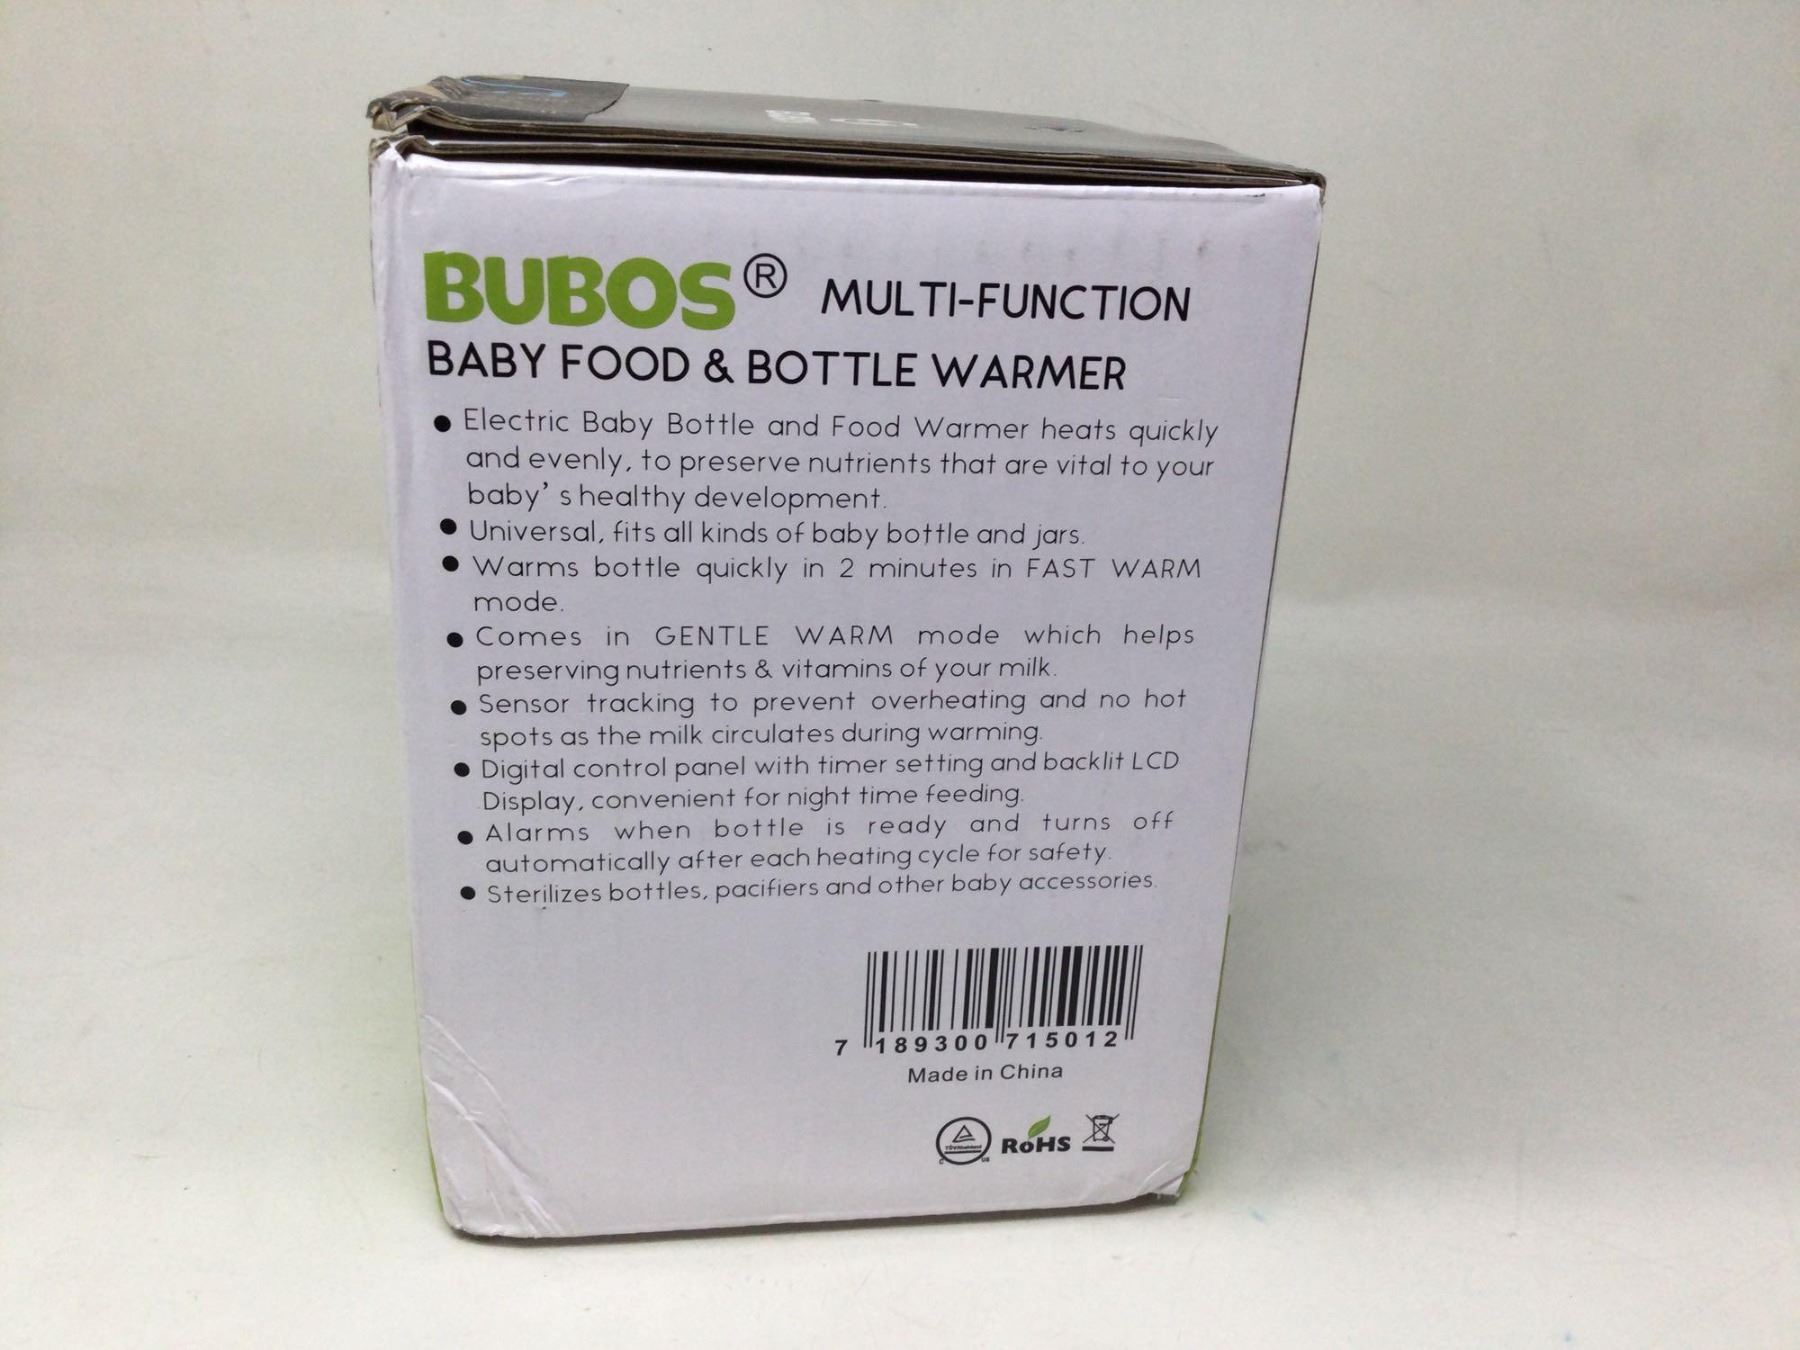 BUBOS® MULTI-FUNCTION
BABY FOOD & BOTTLE WARMER
● Electric Baby Bottle and Food Warmer heats quickly
and evenly, to preserve nutrients that are vital to your
baby's healthy development.
● Universal, fits all kinds of baby bottle and jars.
● Warms bottle quickly in 2 minutes in FAST WARM
mode.
● Comes in GENTLE WARM mode which helps
preserving nutrients & vitamins of your milk.
● Sensor tracking to prevent overheating and no hot
spots as the milk circulates during warming.
● Digital control panel with timer setting and backlit LCD
Display, convenient for night time feeding.
● Alarms when bottle is ready and turns off
automatically after each heating cycle for safety.
● Sterilizes bottles, pacifiers and other baby accessories.
7 189300 715012
Made in China
C US
RoHS